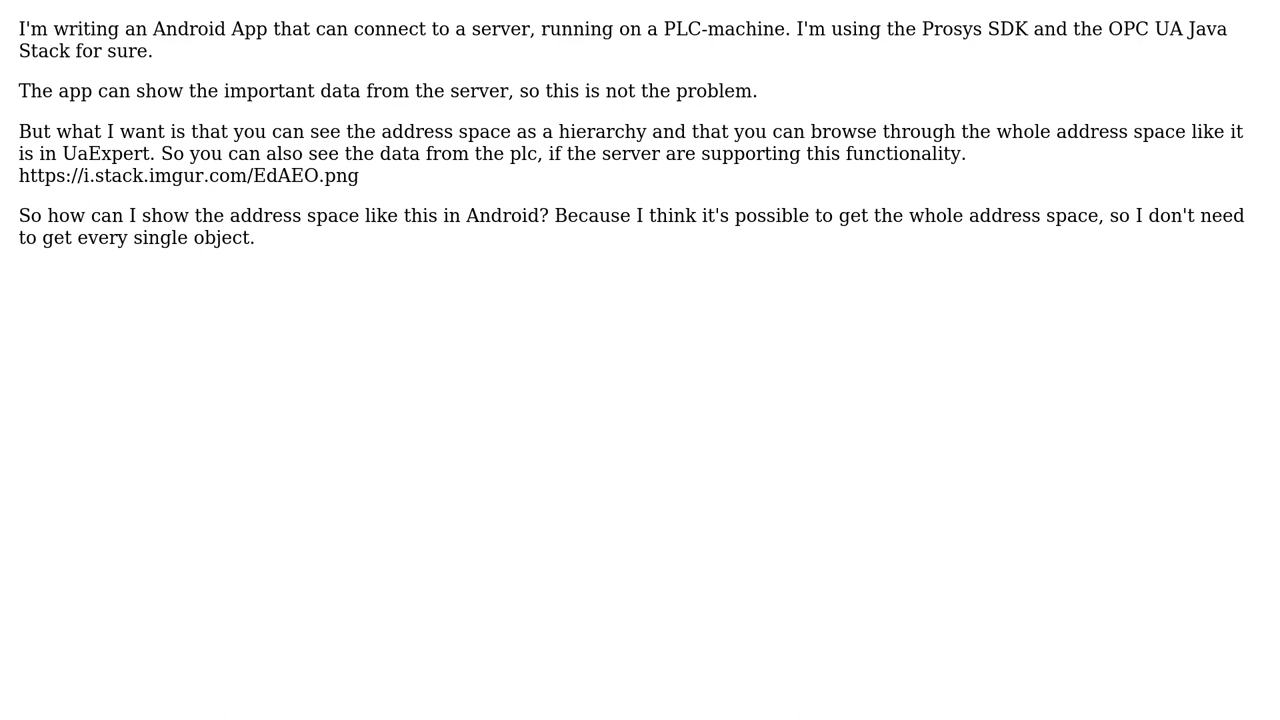 I'm writing an Android App that can connect to a server, running on a PLC-machine. I'm using the Prosys SDK and the OPC UA Java
Stack for sure.
The app can show the important data from the server, so this is not the problem.
But what I want is that you can see the address space as a hierarchy and that you can browse through the whole address space like it
is in UaExpert. So you can also see the data from the plc, if the server are supporting this functionality.
https://i.stack.imgur.com/EdAEO.png
So how can I show the address space like this in Android? Because I think it's possible to get the whole address space, so I don't need
to get every single object.